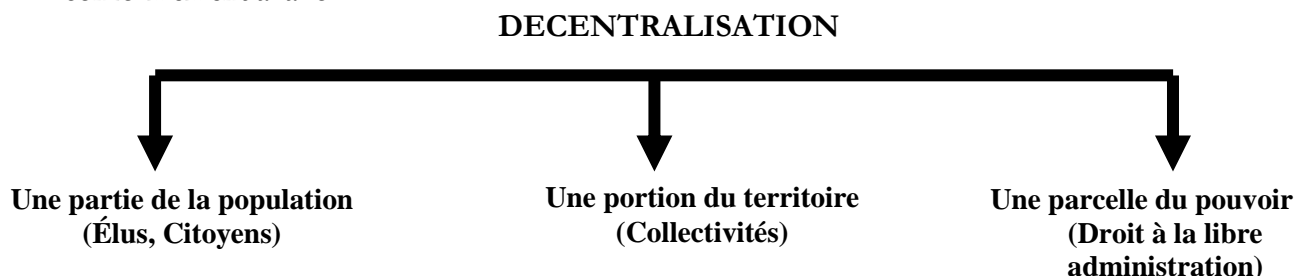 DECENTRALISATION
Une partie de la population
(Élus, Citoyens)
Une portion du territoire
(Collectivités)
Une parcelle du pouvoir
(Droit à la libre
administration)